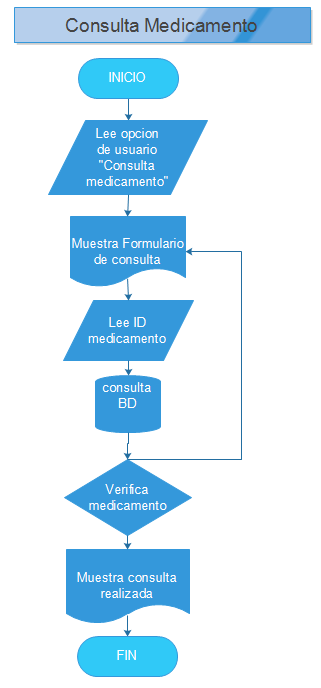 Consulta Medicamento
INICIO
Lee opcion
de usuario
"Consulta
medicamento"
Muestra Formulario
de consulta
Lee ID
medicamento
consulta
BD
Verifica
medicamento
Muestra consulta
realizada
FIN